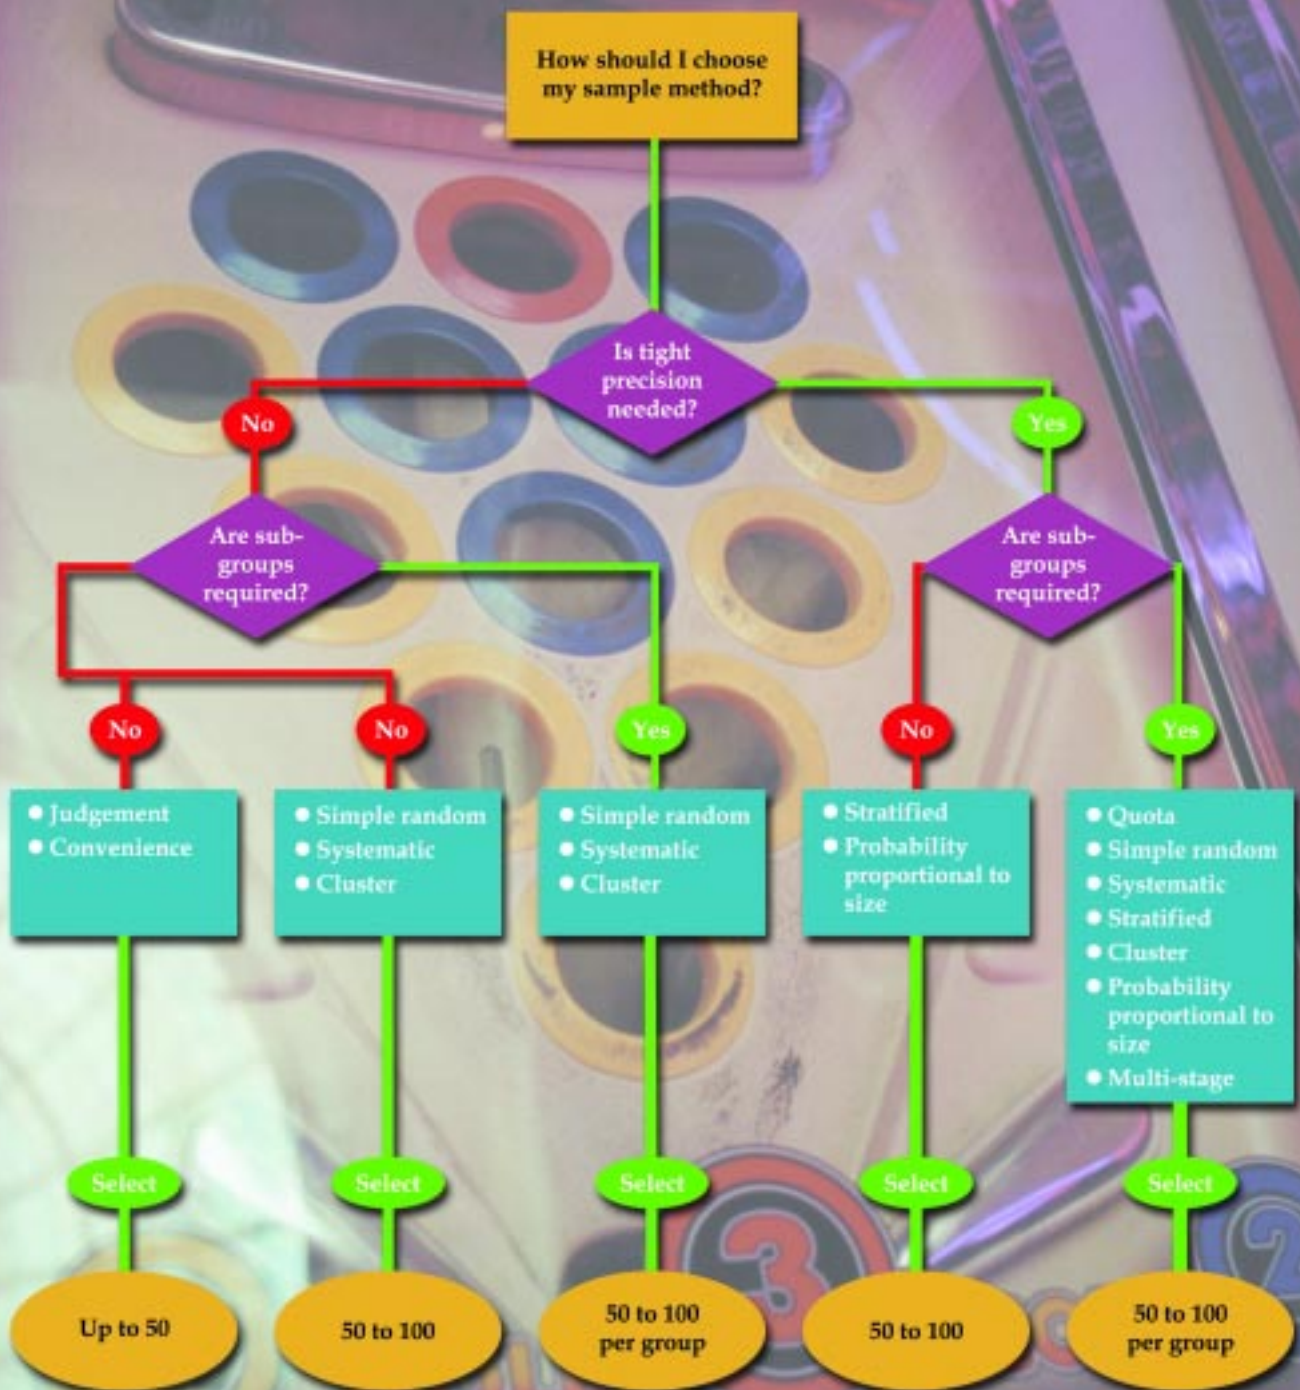 How should I choose
my sample method?
Is tight
precision
needed?
No
Yes
Are sub-
groups
required?
Are sub-
groups
required?
No
No
Yes
No
Yes
● Judgement
● Convenience
● Simple random
● Systematic
● Cluster
● Simple random
● Systematic
● Cluster
● Stratified
● Probability
proportional to
size
● Quota
● Simple random
● Systematic
● Stratified
● Cluster
● Probability
proportional to
size
● Multi-stage
Select
Select
Select
Select
Select
3
2
Up to 50
50 to 100
50 to 100
per group
50 to 100
50 to 100
per group